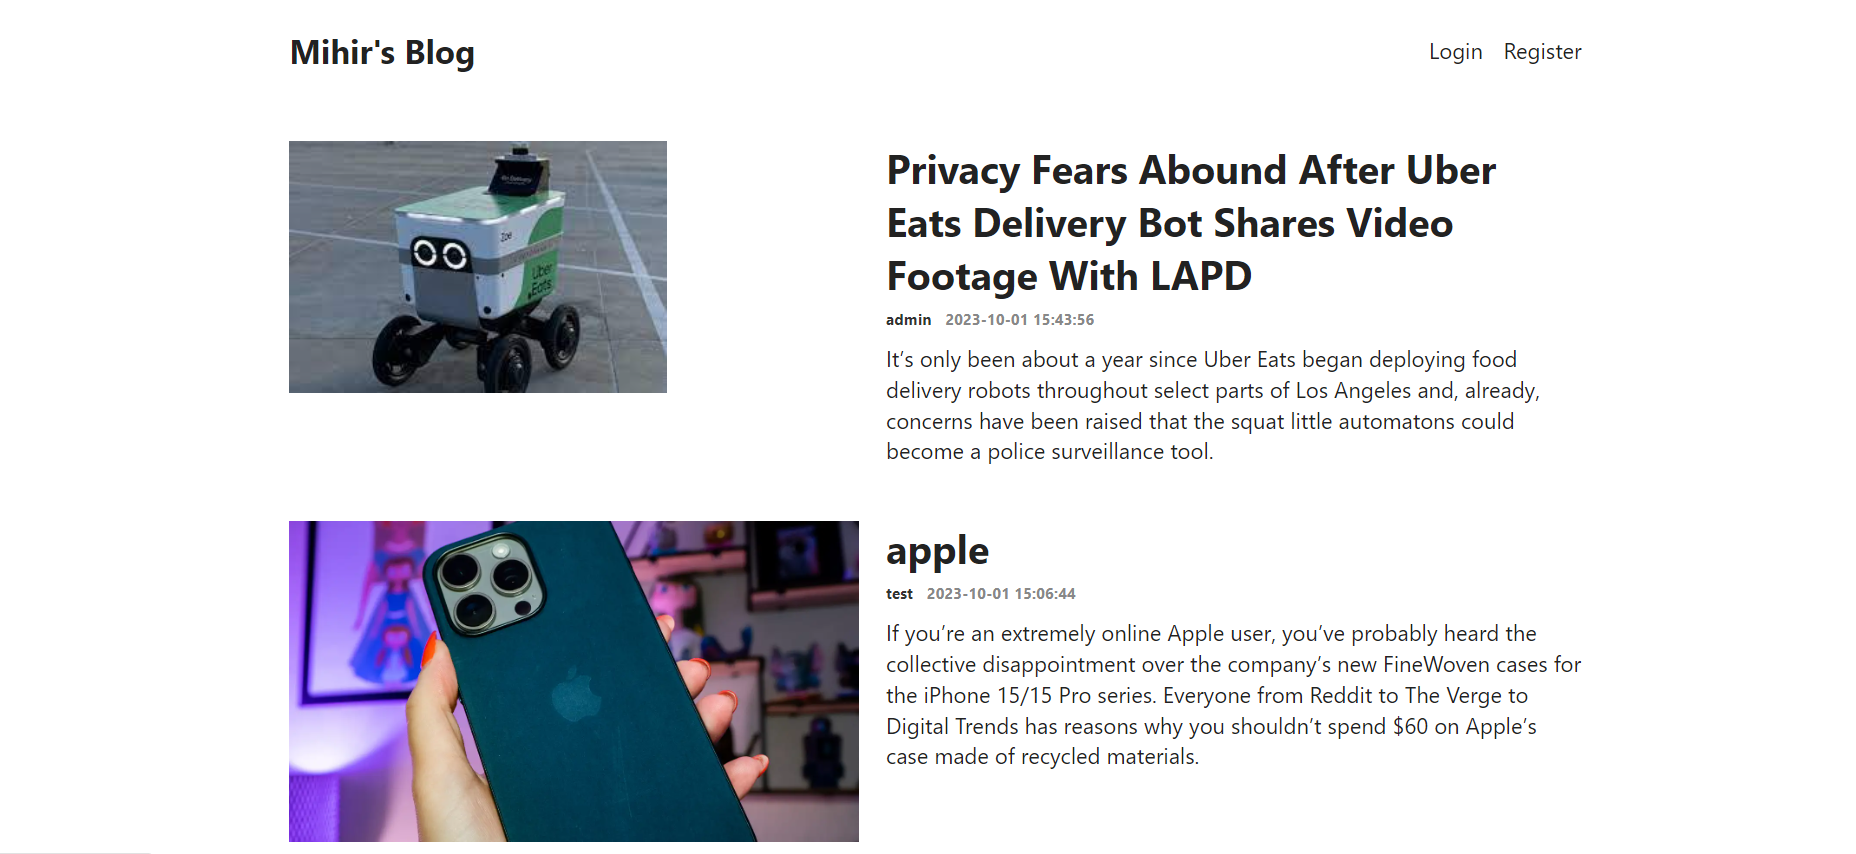 Mihir's Blog
Login Register
Zoe
Uber
Eats
Privacy Fears Abound After Uber
Eats Delivery Bot Shares Video
Footage With LAPD
admin 2023-10-01 15:43:56
It’s only been about a year since Uber Eats began deploying food
delivery robots throughout select parts of Los Angeles and, already,
concerns have been raised that the squat little automatons could
become a police surveillance tool.
apple
test 2023-10-01 15:06:44
If you’re an extremely online Apple user, you’ve probably heard the
collective disappointment over the company’s new FineWoven cases for
the iPhone 15/15 Pro series. Everyone from Reddit to The Verge to
Digital Trends has reasons why you shouldn’t spend $60 on Apple’s
case made of recycled materials.